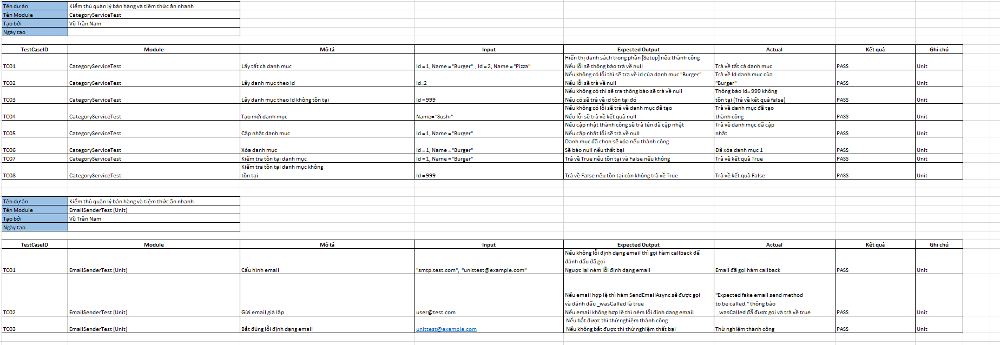 Tên dự án Kiểm thủ quản lý bán hàng và tiệm thức ăn nhanh
Tên Module CategoryServiceTest
Tạo bởi Vũ Trần Nam
Ngày tạo
TestCaseID Module Mô tả Input Expected Output Actual Kết quả Ghi chú
TC01 CategoryServiceTest Lấy tất cả danh mục Id = 1, Name = "Burger" , Id = 2, Name = "Pizza" Hiển thị danh sách trong phần [Setup] nếu thành công
Nếu lỗi sẽ thông báo trả về null Trả về tất cả danh mục PASS Unit
TC02 CategoryServiceTest Lấy danh mục theo Id Id=2 Nếu không có lỗi thì sẽ tra về id của danh mục "Burger"
Nếu lỗi sẽ trả về null Trả về Id danh mục của
"Burger" PASS Unit
TC03 CategoryServiceTest Lấy danh mục theo Id không tồn tại Id = 999 Nếu không có thì sẽ tra thông báo sẽ trả về null
Nếu có sẽ trả về id tồn tại đó Thông báo Id= 999 không
tồn tại (Trả về kết quả false) PASS Unit
TC04 CategoryServiceTest Tạo mới danh mục Name= "Sushi" Nếu không có lỗi sẽ trả về danh mục đã tạo
Nếu lỗi sẽ trả về kết quả null Trả về danh mục đã tạo
thành công PASS Unit
TC05 CategoryServiceTest Cập nhật danh mục Id = 1, Name = "Burger" Nếu cập nhật thành công sẽ trả tên đã cập nhật
Nếu cập nhật lỗi sẽ trả về null Trả về danh mục đã cập
nhật PASS Unit
TC06 CategoryServiceTest Xóa danh mục Id = 1, Name = "Burger" Danh mục đã chọn sẽ xóa nếu thành công
Sẽ báo null nếu thất bại Đã xóa danh mục 1 PASS Unit
TC07 CategoryServiceTest Kiểm tra tồn tại danh mục Id = 1, Name = "Burger" Trả về True nếu tồn tại và False nếu không Trả về kết quả True PASS Unit
TC08 CategoryServiceTest Kiểm tra tồn tại danh mục không
tồn tại Id = 999 Trả về False nếu tồn tại còn không trả về True Trả về kết quả False PASS Unit
Tên dự án Kiểm thủ quản lý bán hàng và tiệm thức ăn nhanh
Tên Module EmailSenderTest (Unit)
Tạo bởi Vũ Trần Nam
Ngày tạo
TestCaseID Module Mô tả Input Expected Output Actual Kết quả Ghi chú
TC01 EmailSenderTest (Unit) Cấu hình email "smtp.test.com", "unittest@example.com" Nếu không lỗi định dạng email thì gọi hàm callback để
đánh dấu đã gọi
Ngược lại ném lỗi định dạng email Email đã gọi hàm callback PASS Unit
TC02 EmailSenderTest (Unit) Gửi email giả lập user@test.com Nếu email hợp lệ thì hàm SendEmailAsync sẽ được gọi
và đánh dấu _wasCalled là true
Nếu email không hợp lệ thì ném lỗi định dạng email "Expected fake email send method
to be called." thông báo
_wasCalled đẫ được gọi và trả về true PASS Unit
TC03 EmailSenderTest (Unit) Bắt đúng lỗi định dạng email unittest@example.com Nếu bắt được thì thử nghiệm thành công
Nếu không bắt được thì thử nghiệm thất bại Thử nghiệm thành công PASS Unit